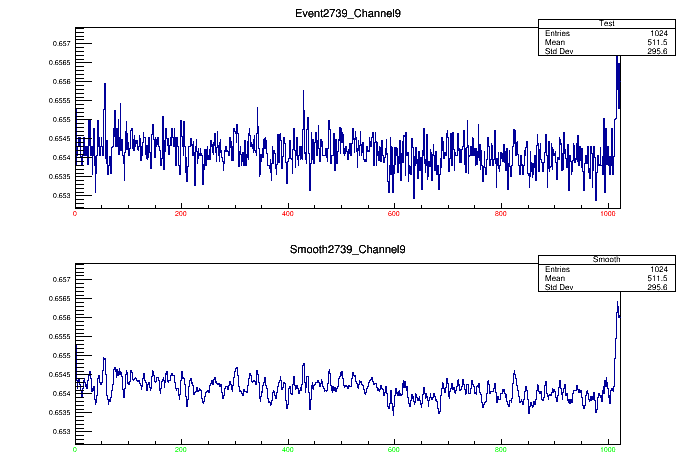 Event2739_Channel9
Test
Entries 1024
Mean 511.5
Std Dev 295.6
0.657
0.6565
0.656
0.6555
0.655
0.6545
0.654
0.6535
0.653
0 200 400 600 800 1000
Smooth2739_Channel9
Smooth
Entries 1024
Mean 511.5
Std Dev 295.6
0.657
0.6565
0.656
0.6555
0.655
0.6545
0.654
0.6535
0.653
0 200 400 600 800 1000